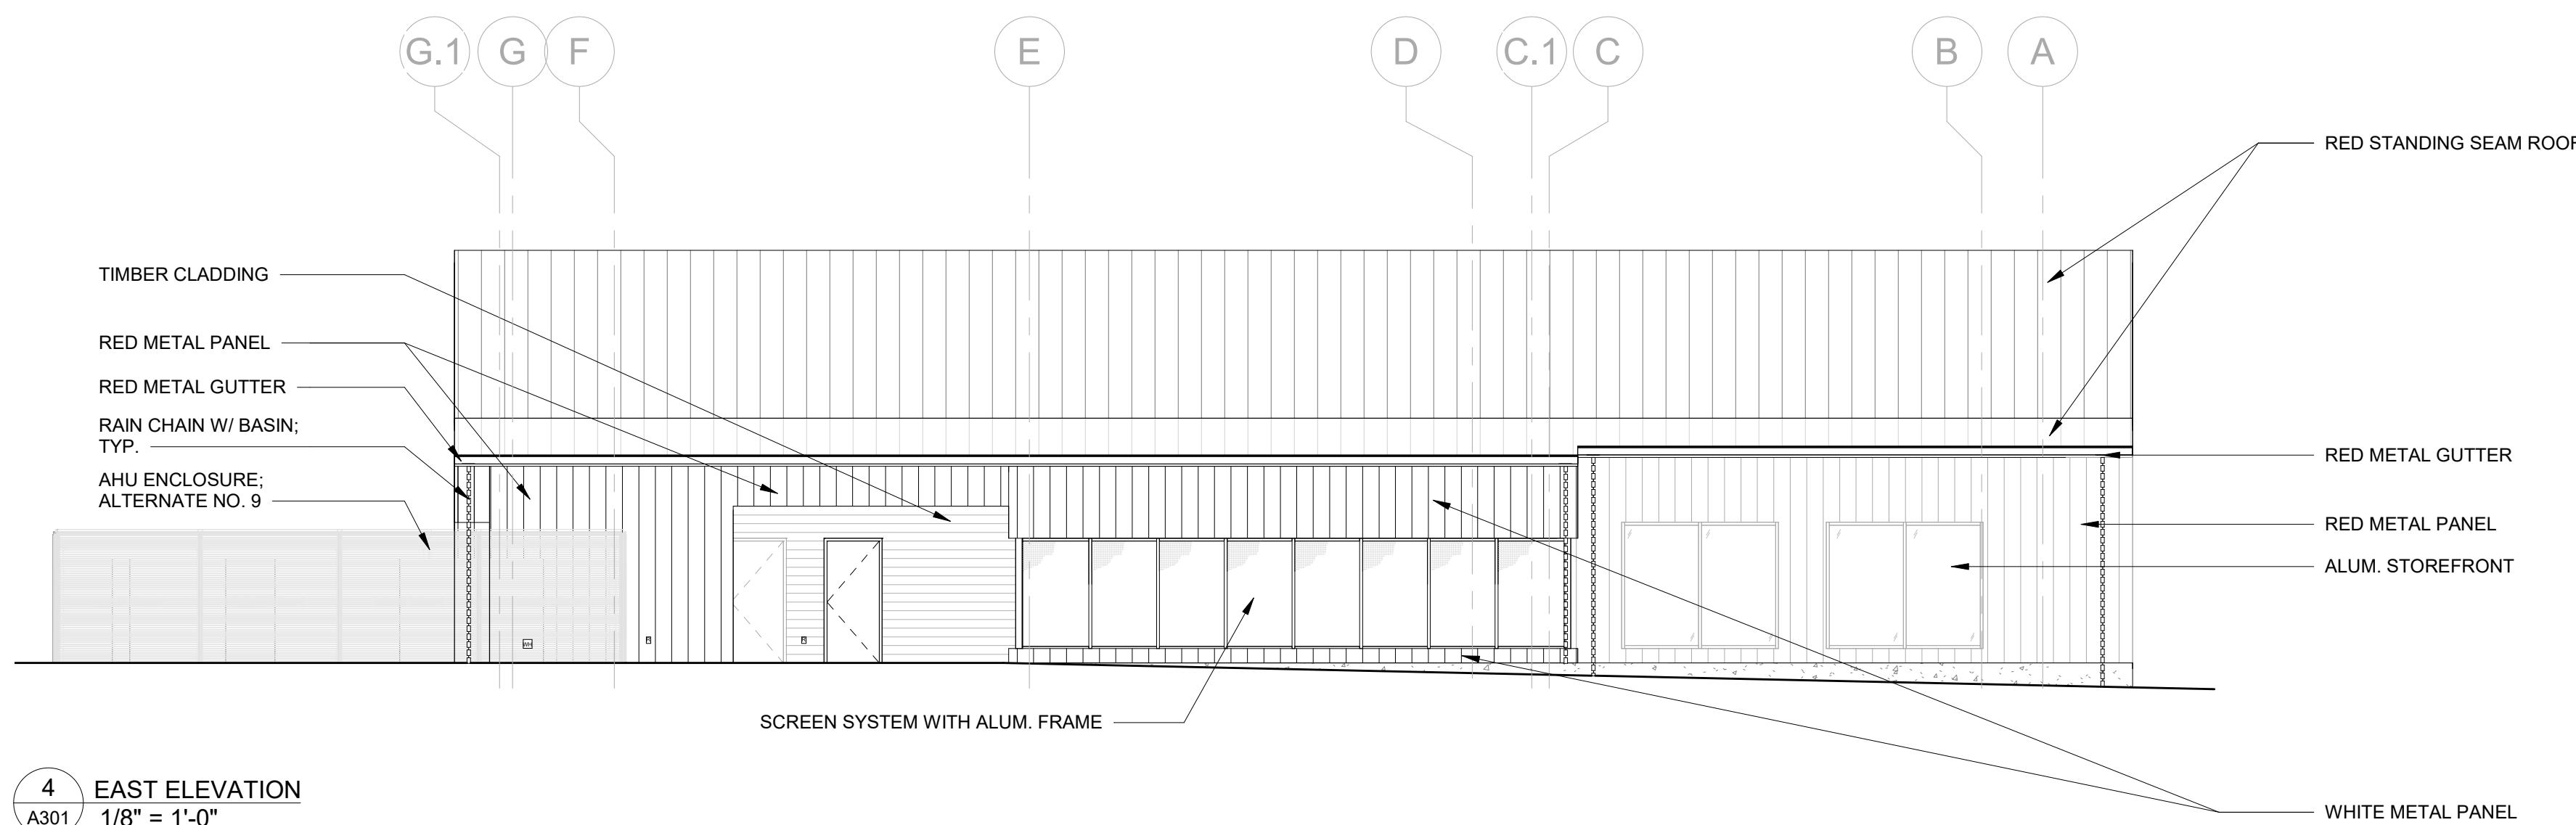 G.1 G F E D C.1 C B A
RED STANDING SEAM ROOF
TIMBER CLADDING
RED METAL PANEL
RED METAL GUTTER
RAIN CHAIN W/ BASIN;
TYP.
AHU ENCLOSURE;
ALTERNATE NO. 9
RED METAL GUTTER
RED METAL PANEL
ALUM. STOREFRONT
WH
SCREEN SYSTEM WITH ALUM. FRAME
WHITE METAL PANEL
4 EAST ELEVATION
A301 1/8" = 1'-0"